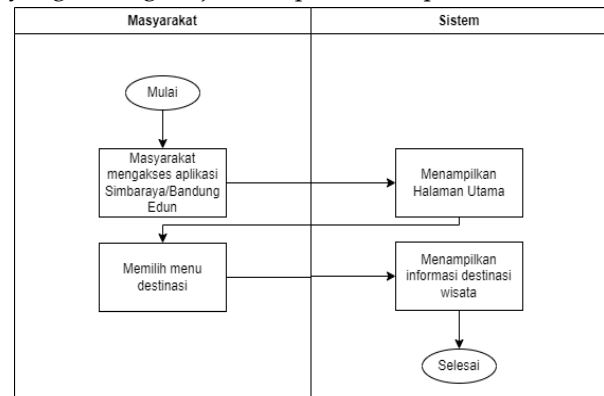 Masyarakat
Sistem
Mulai
Masyarakat
mengakses aplikasi
Simbaraya/Bandung
Edun
Menampilkan
Halaman Utama
Memilih menu
destinasi
Menampilkan
informasi destinasi
wisata
Selesai